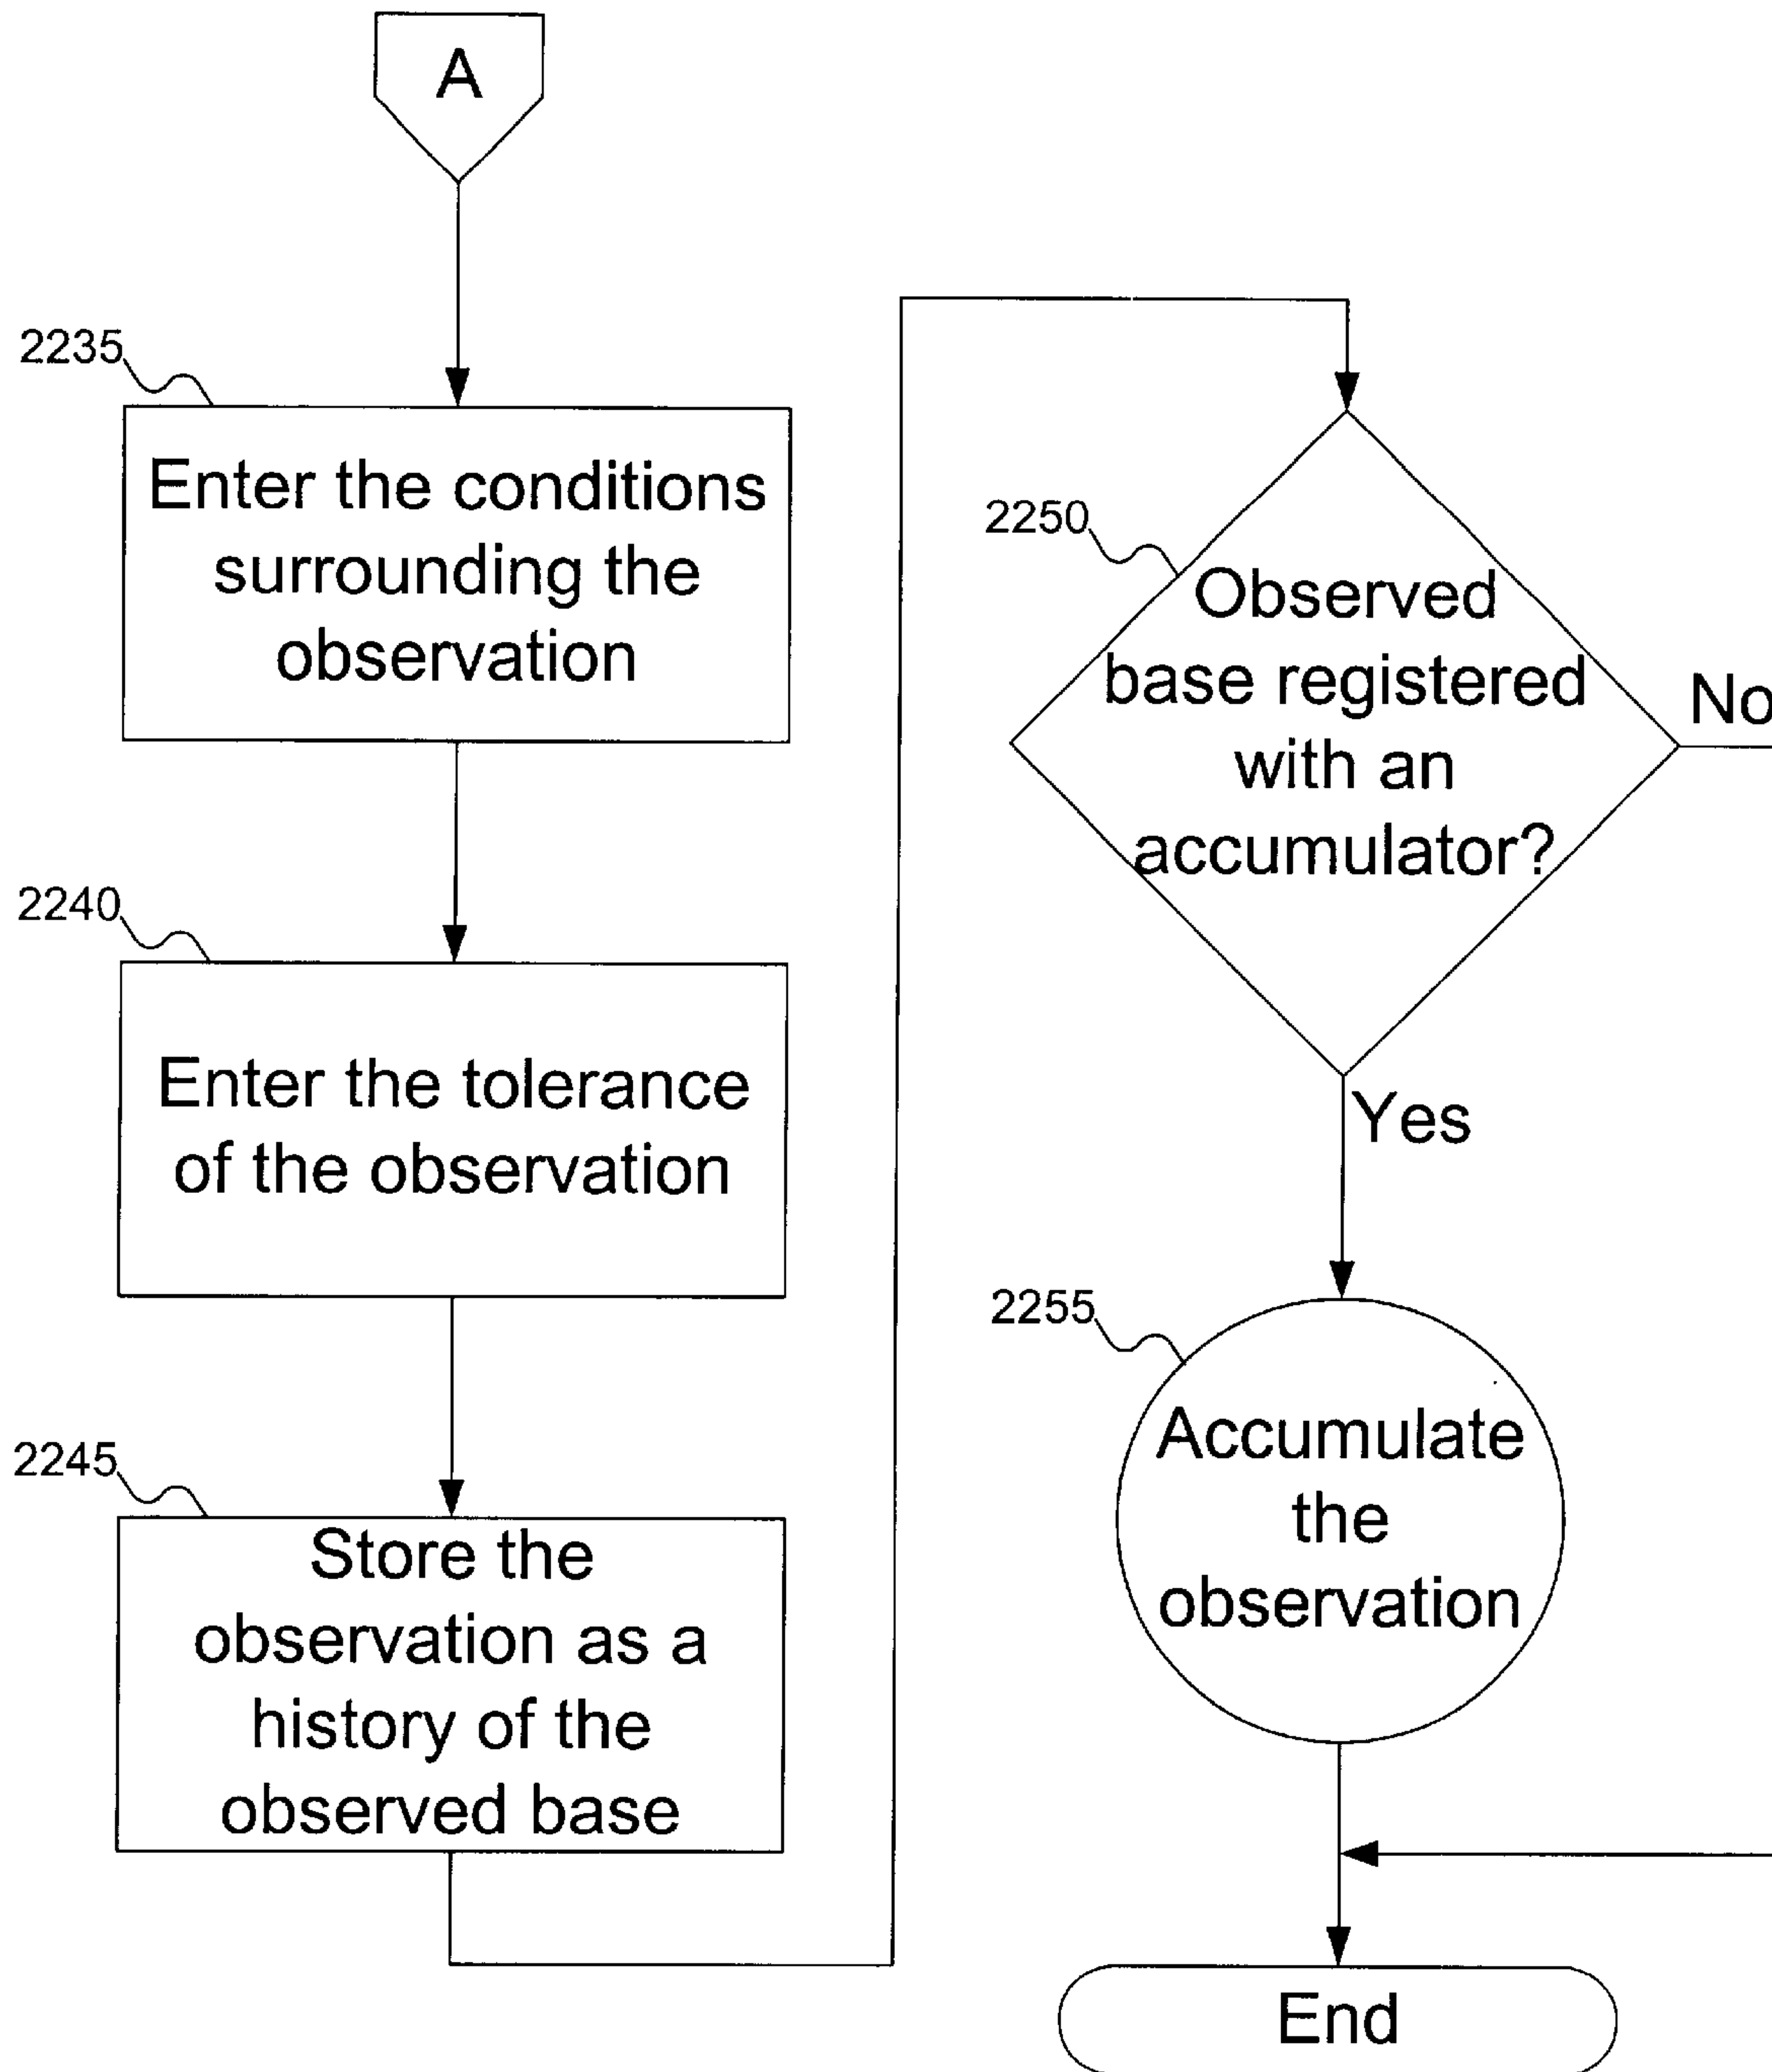 A
2235
Enter the conditions
surrounding the
observation
2240
Enter the tolerance
of the observation
2245
Store the
observation as a
history of the
observed base
2250
Observed
base registered
with an
accumulator?
No
Yes
2255
Accumulate
the
observation
End